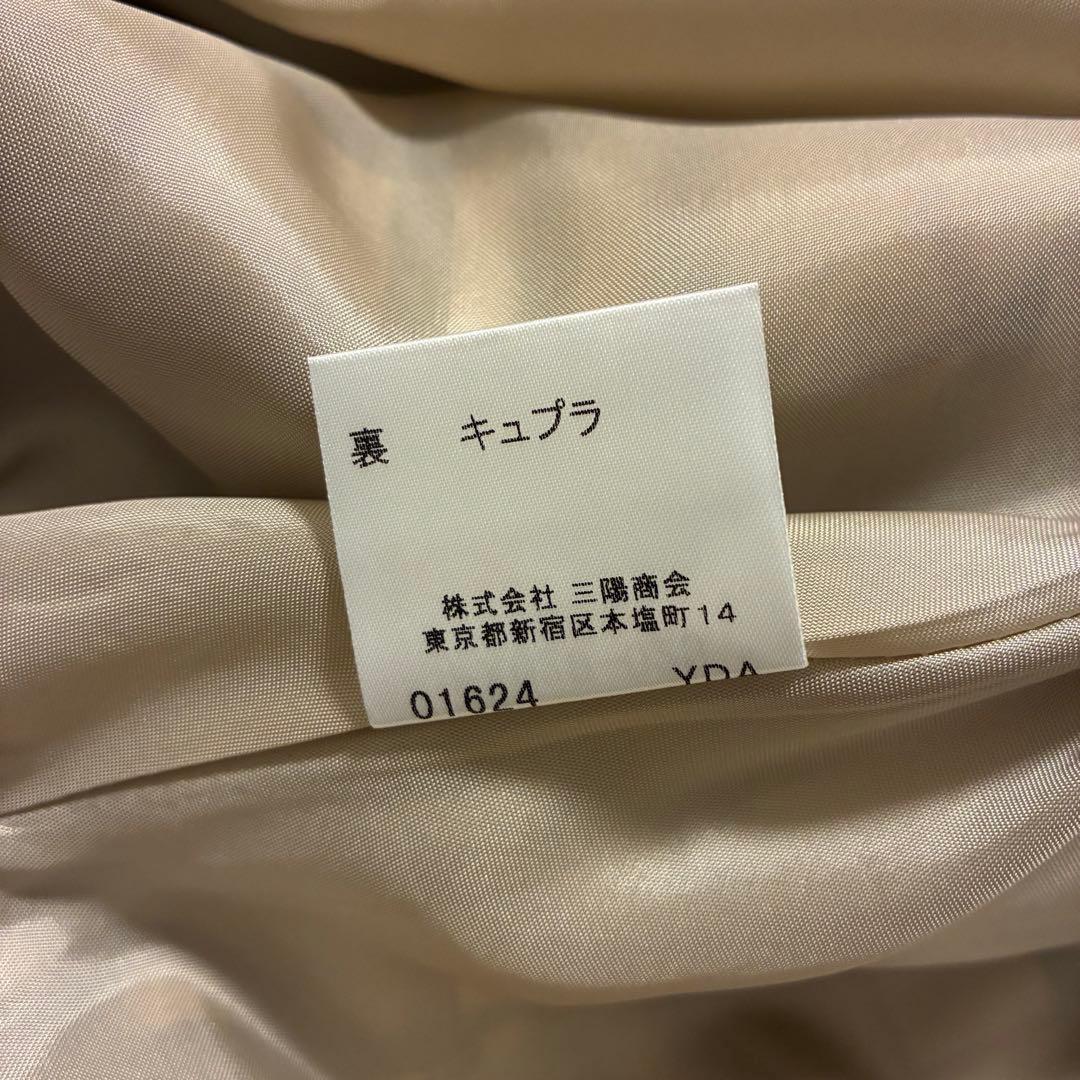 裏 キュプラ
株式会社 三陽商会
東京都新宿区本塩町14
01624 YDA